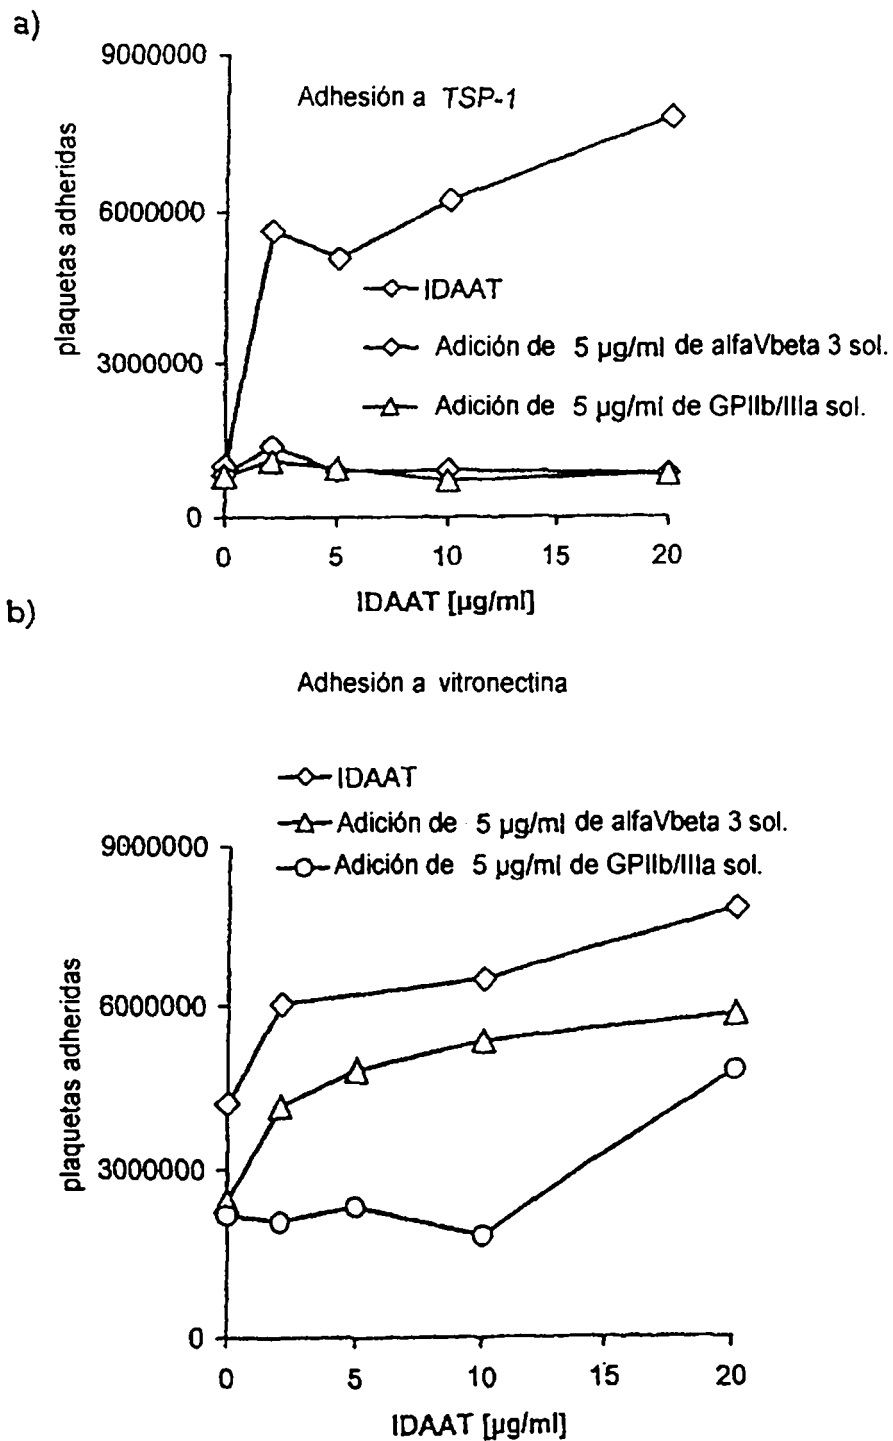 a)
9000000
Adhesión a TSP-1
6000000
plaquetas adheridas
IDAAT
Adición de 5 µg/ml de alfaVbeta 3 sol.
3000000
Adición de 5 µg/ml de GPIIb/IIIa sol.
0
0 5 10 15 20
IDAAT [µg/ml]
b)
Adhesión a vitronectina
IDAAT
Adición de 5 µg/ml de alfaVbeta 3 sol.
9000000
Adición de 5 µg/ml de GPIIb/IIIa sol.
plaquetas adheridas
6000000
3000000
0
0 5 10 15 20
IDAAT [µg/ml]